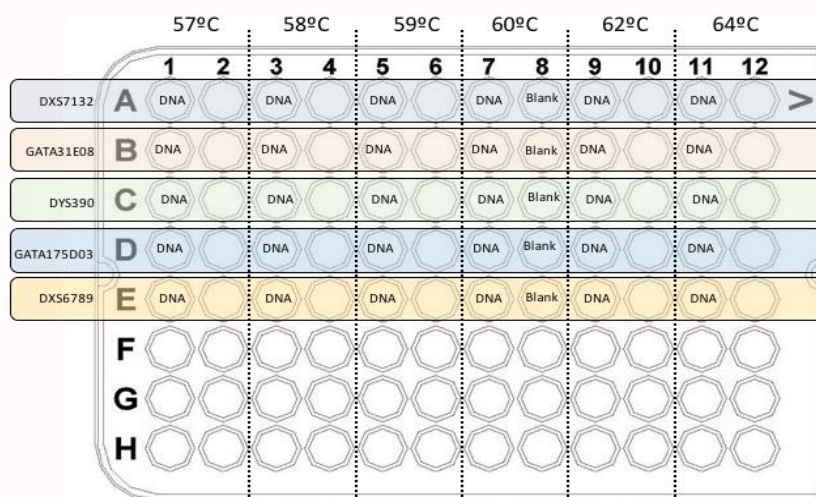 57ºC 58ºC 59ºC 60ºC 62ºC 64ºC
1 2 3 4 5 6 7 8 9 10 11 12
DXS7132 A DNA DNA DNA DNA Blank DNA DNA V
GATA31E08 B DNA DNA DNA DNA Blank DNA DNA
DYS390 C DNA DNA DNA DNA Blank DNA DNA
GATA175D03 D DNA DNA DNA DNA Blank DNA DNA
DXS6789 E DNA DNA DNA DNA Blank DNA DNA
F
G
H